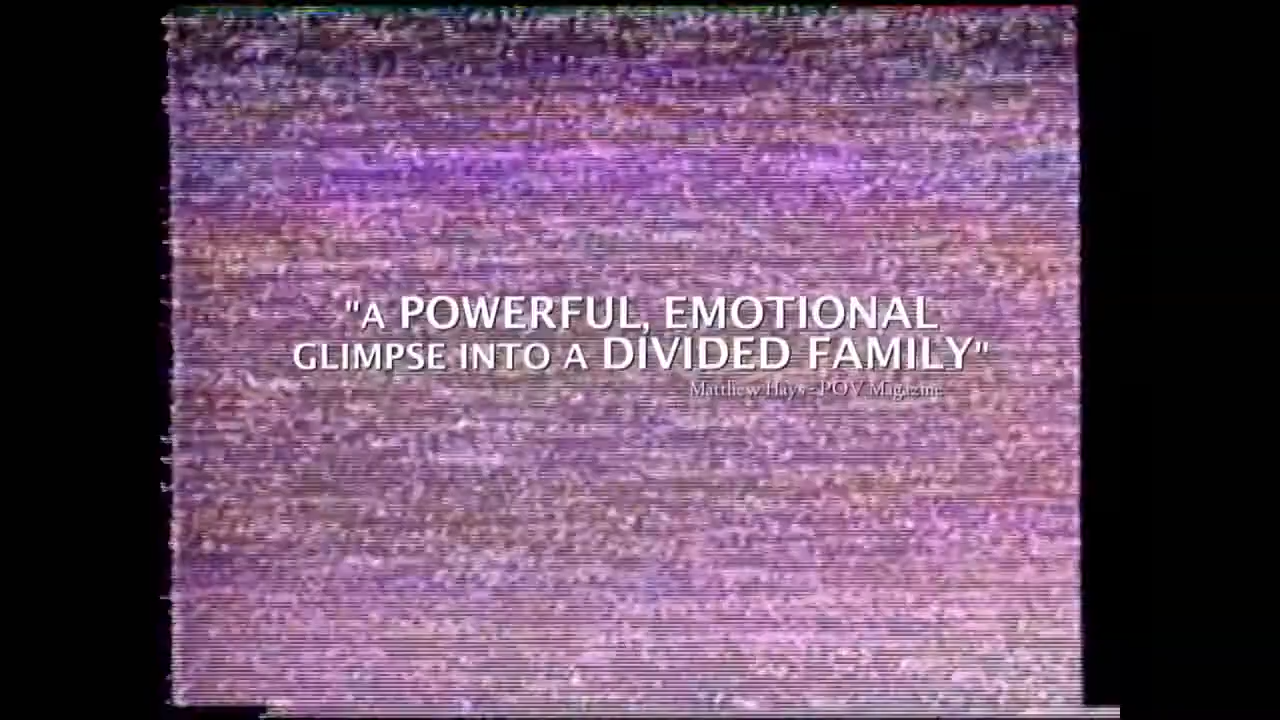 "A POWERFUL, EMOTIONAL
GLIMPSE INTO A DIVIDED FAMILY"
Matthew Hays - POV Magazine